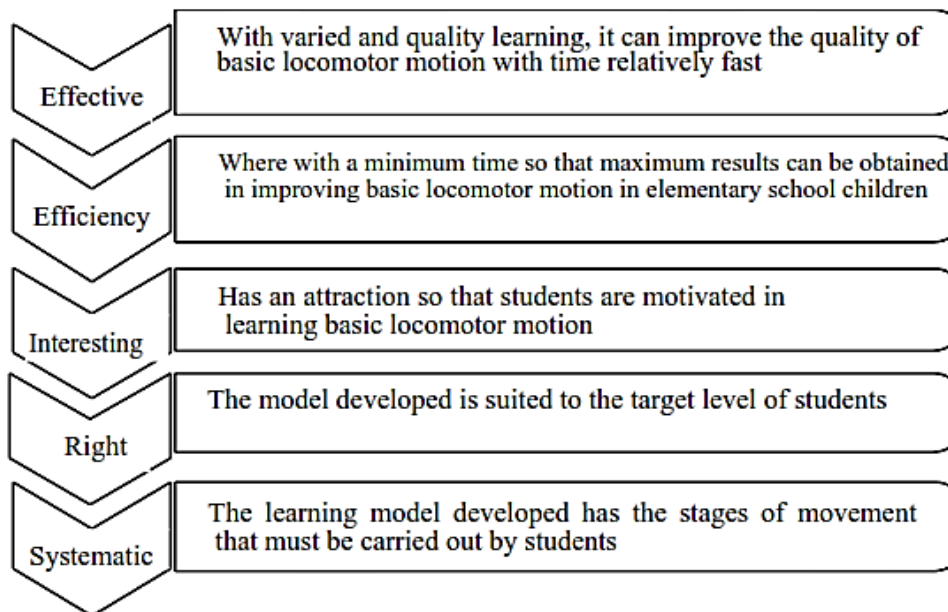 With varied and quality learning, it can improve the quality of
basic locomotor motion with time relatively fast
Effective
Where with a minimum time so that maximum results can be obtained
in improving basic locomotor motion in elementary school children
Efficiency
Has an attraction so that students are motivated in
learning basic locomotor motion
Interesting
The model developed is suited to the target level of students
Right
The learning model developed has the stages of movement
that must be carried out by students
Systematic